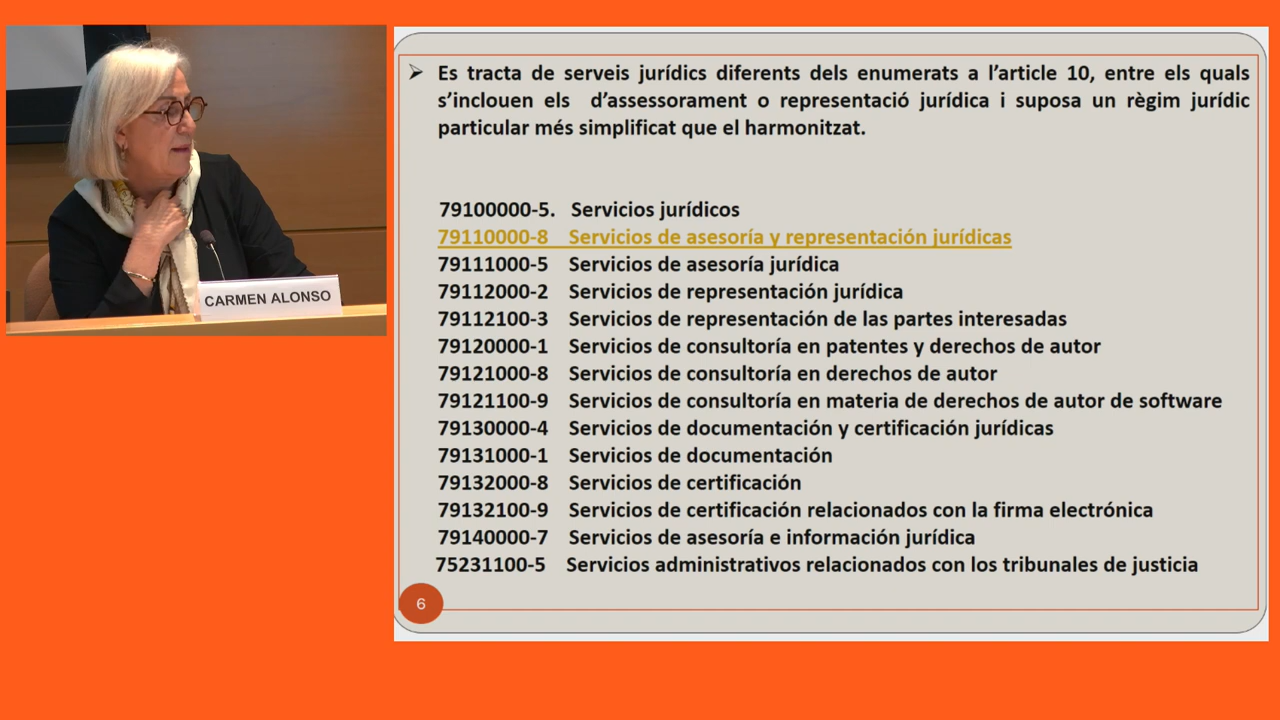 CARMEN ALONSO
➢ Es tracta de serveis jurídics diferents dels enumerats a l’article 10, entre els quals
s’inclouen els d’assessorament o representació jurídica i suposa un règim jurídic
particular més simplificat que el harmonitzat.
79100000-5. Servicios jurídicos
79110000-8 Servicios de asesoría y representación jurídicas
79111000-5 Servicios de asesoría jurídica
79112000-2 Servicios de representación jurídica
79112100-3 Servicios de representación de las partes interesadas
79120000-1 Servicios de consultoría en patentes y derechos de autor
79121000-8 Servicios de consultoría en derechos de autor
79121100-9 Servicios de consultoría en materia de derechos de autor de software
79130000-4 Servicios de documentación y certificación jurídicas
79131000-1 Servicios de documentación
79132000-8 Servicios de certificación
79132100-9 Servicios de certificación relacionados con la firma electrónica
79140000-7 Servicios de asesoría e información jurídica
75231100-5 Servicios administrativos relacionados con los tribunales de justicia
6